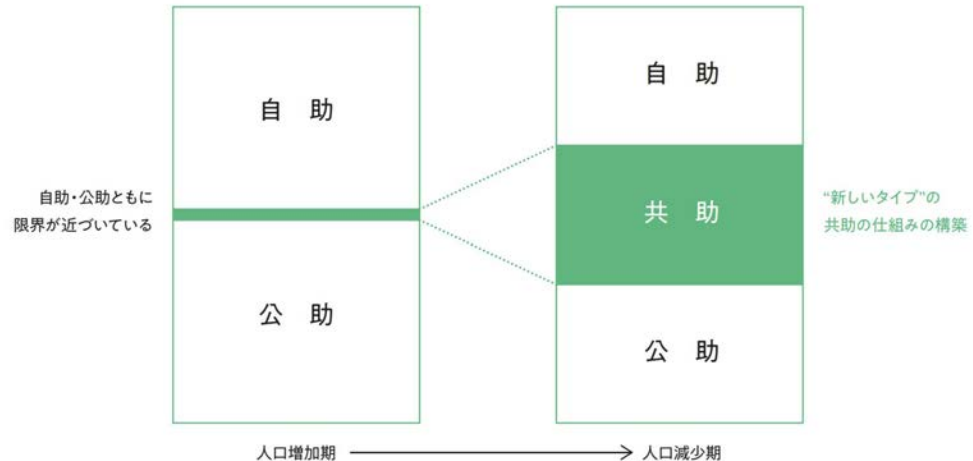 自助
自助
共助
自助・公助ともに
限界が近づいている
“新しいタイプ”の
共助の仕組みの構築
公助
公助
人口増加期
人口減少期